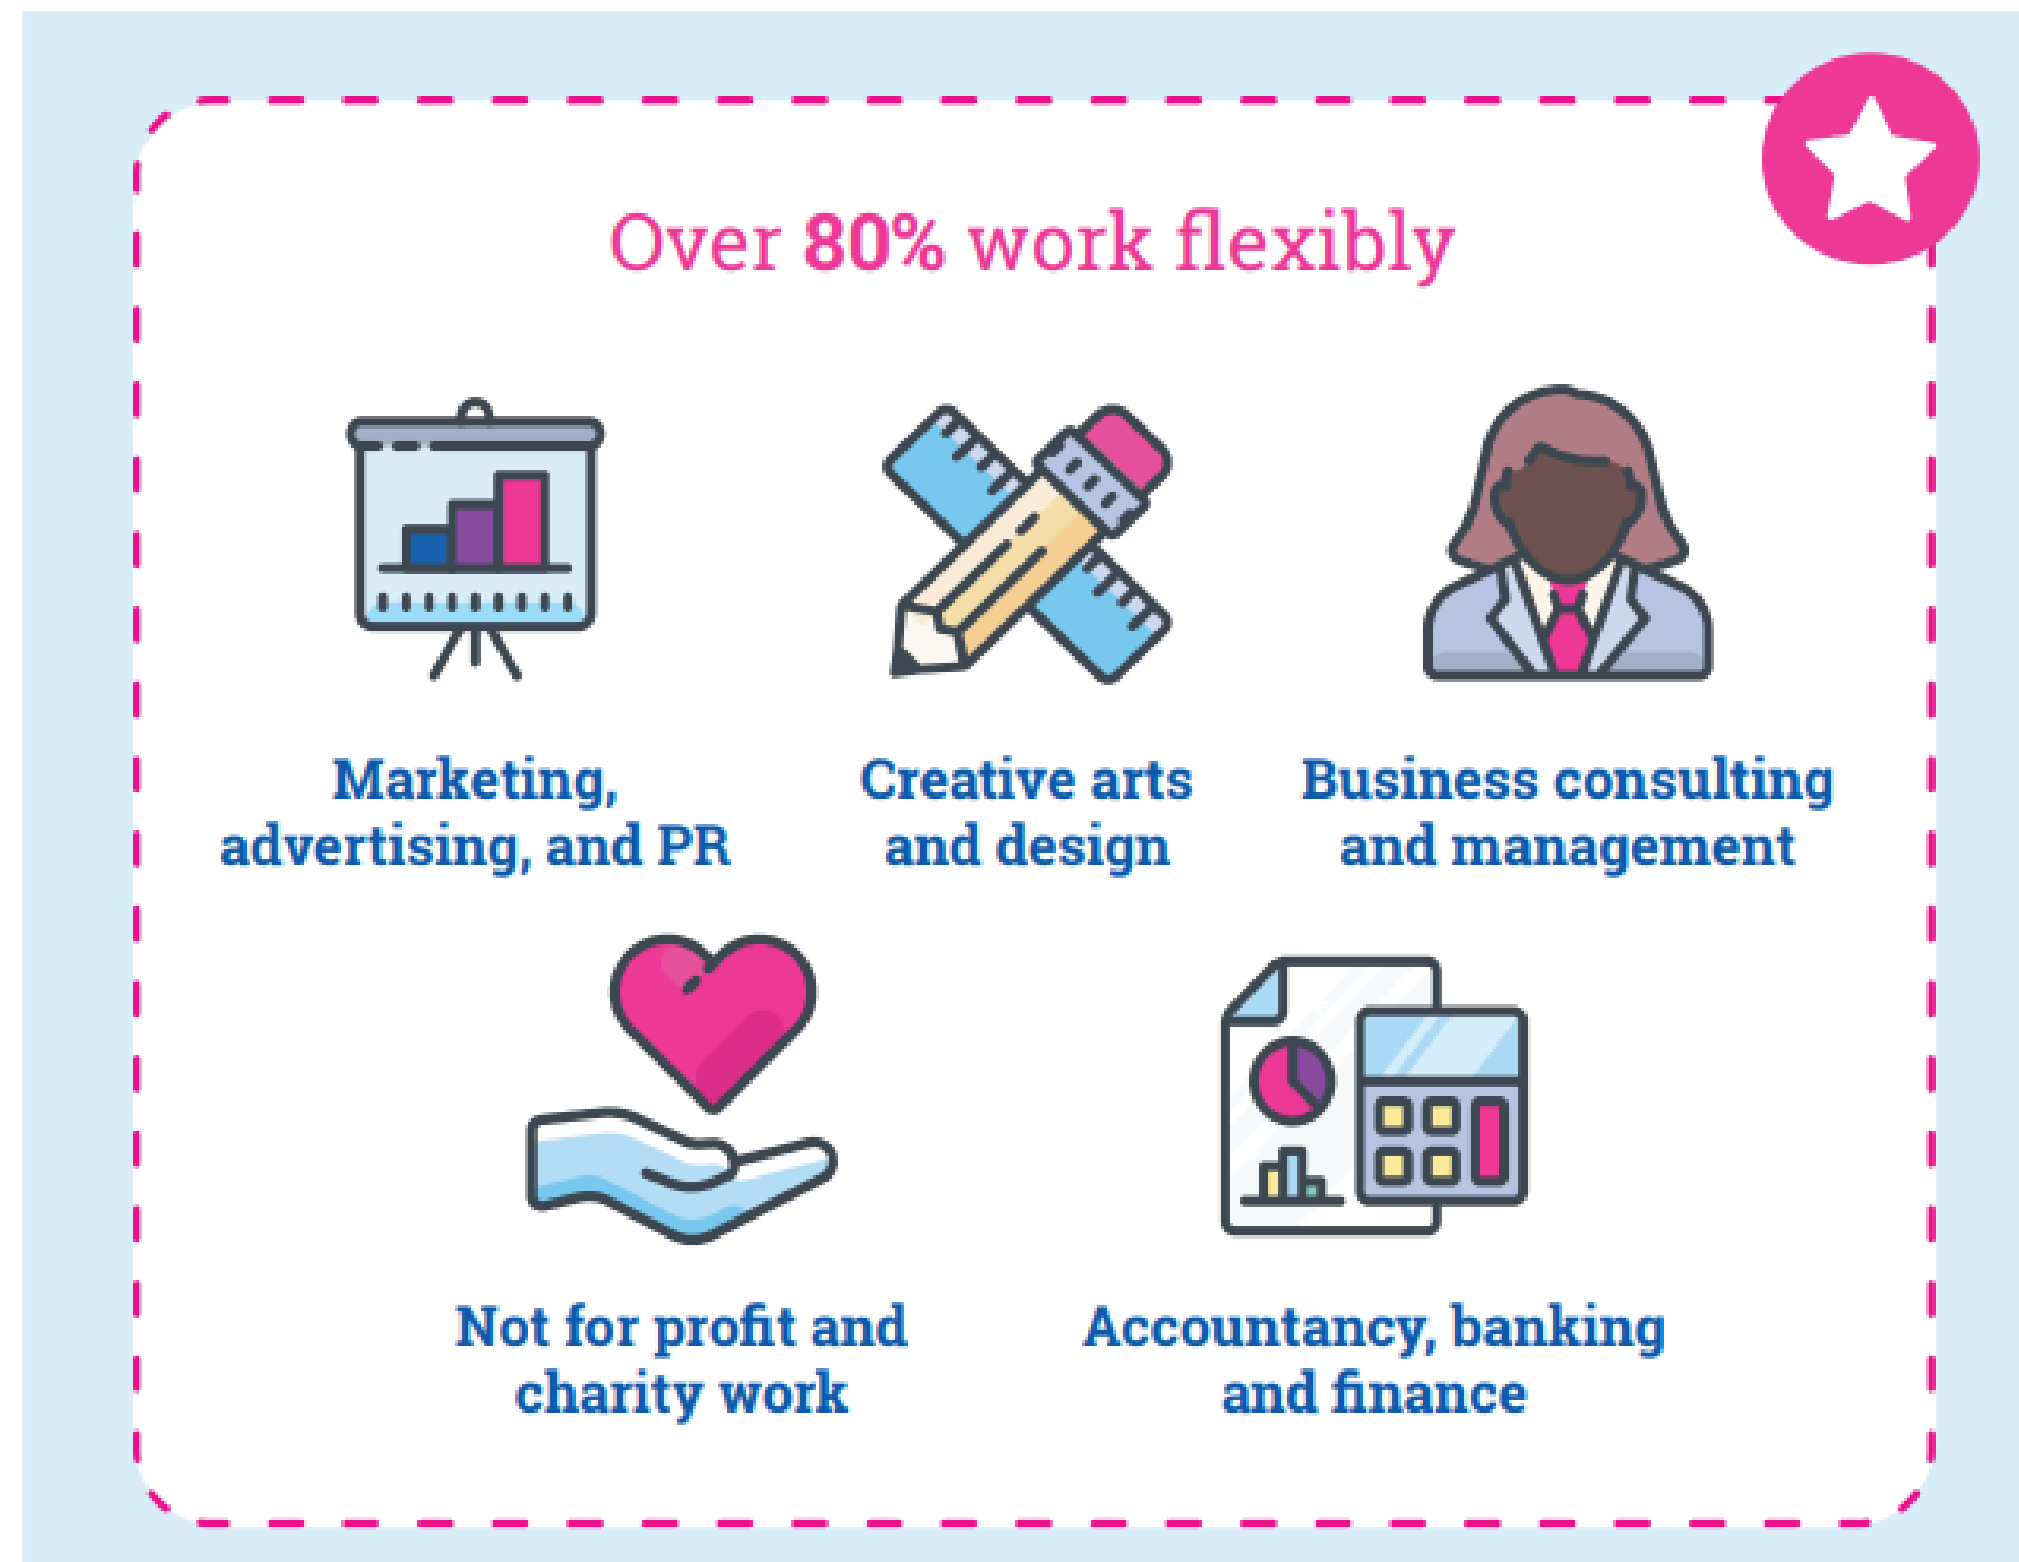 Over 80% work flexibly
Marketing,
advertising, and PR
Creative arts
and design
Business consulting
and management
Not for profit and
charity work
Accountancy, banking
and finance